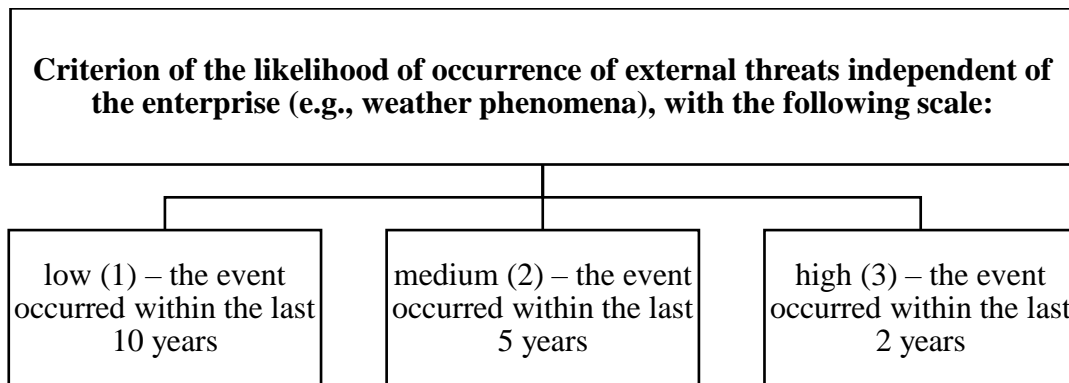 Criterion of the likelihood of occurrence of external threats independent of
the enterprise (e.g., weather phenomena), with the following scale:
low (1) – the event
occurred within the last
10 years
medium (2) – the event
occurred within the last
5 years
high (3) – the event
occurred within the last
2 years